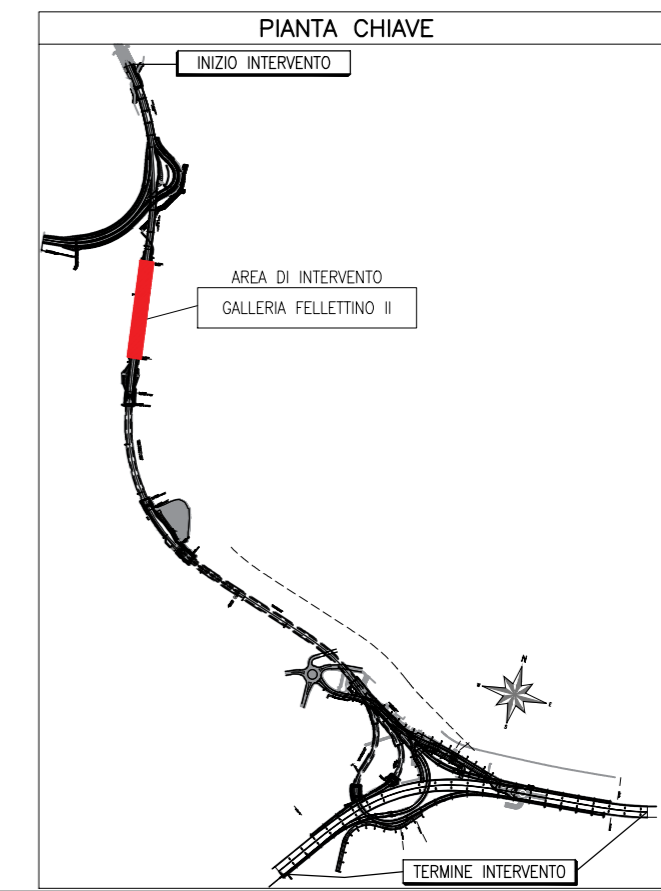 PIANTA CHIAVE
INIZIO INTERVENTO
AREA DI INTERVENTO
GALLERIA FELLETTINO II
N
E
S
TERMINE INTERVENTO